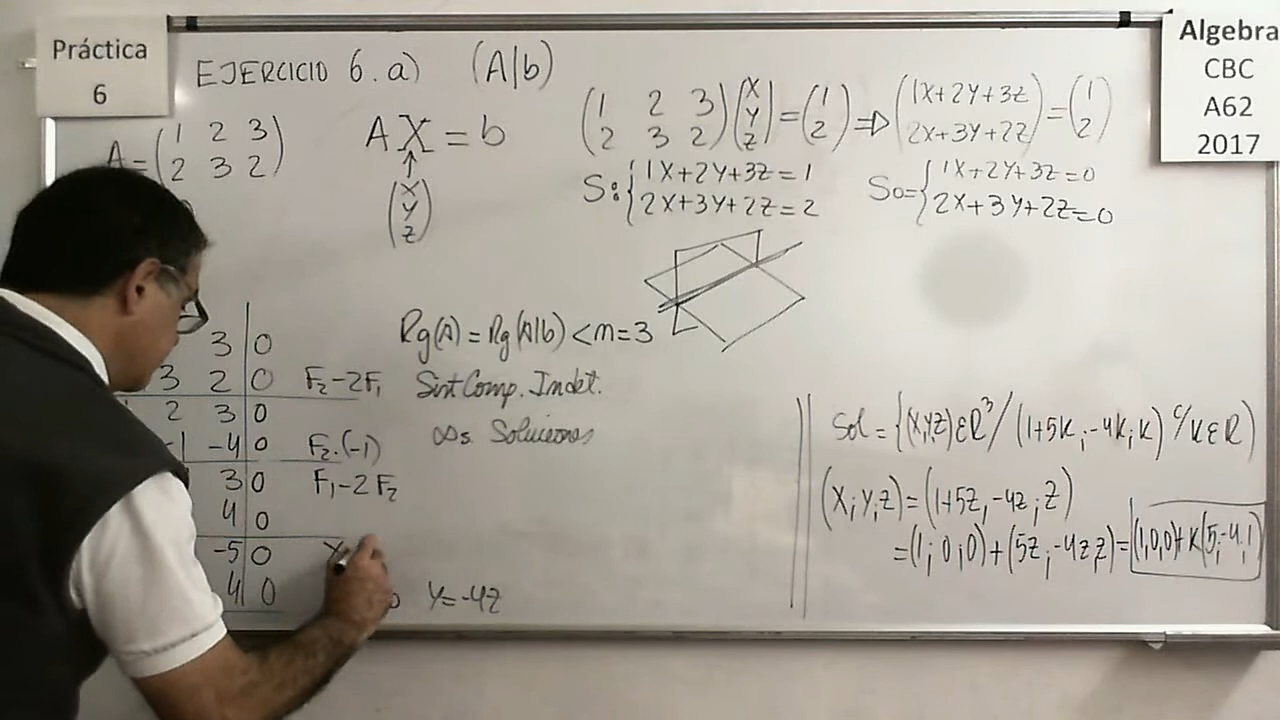 Práctica
6
Algebra
CBC
A62
2017
EJERCICIO 6.a) (A|b)
A=(1 2 3
2 3 2)
A X = b
↑
(X
Y
Z)
(1 2 3
2 3 2)(X
Y
Z)=(1
2)⇒(1X+2Y+3Z
2X+3Y+2Z)=(1
2)
S:{1X+2Y+3Z=1
2X+3Y+2Z=2
So={1X+2Y+3Z=0
2X+3Y+2Z=0
3 | 0
3 2 | 0 F₂-2F₁
2 3 | 0
-1 -4 | 0 F₂.(-1)
3 | 0 F₁-2F₂
4 | 0
-5 | 0 X
4 | 0 Y=-4Z
Rg(A)=Rg(A|b)<n=3
Sist Comp. Indet.
∞s. Soluciones
Sol={(X,Y,Z)∈R³/(1+5K;-4K;K) c/K∈R}
(X;Y;Z)=(1+5Z,-4Z;Z)
=(1;0;0)+(5Z;-4Z,Z)=(1,0,0)+K(5,-4,1)